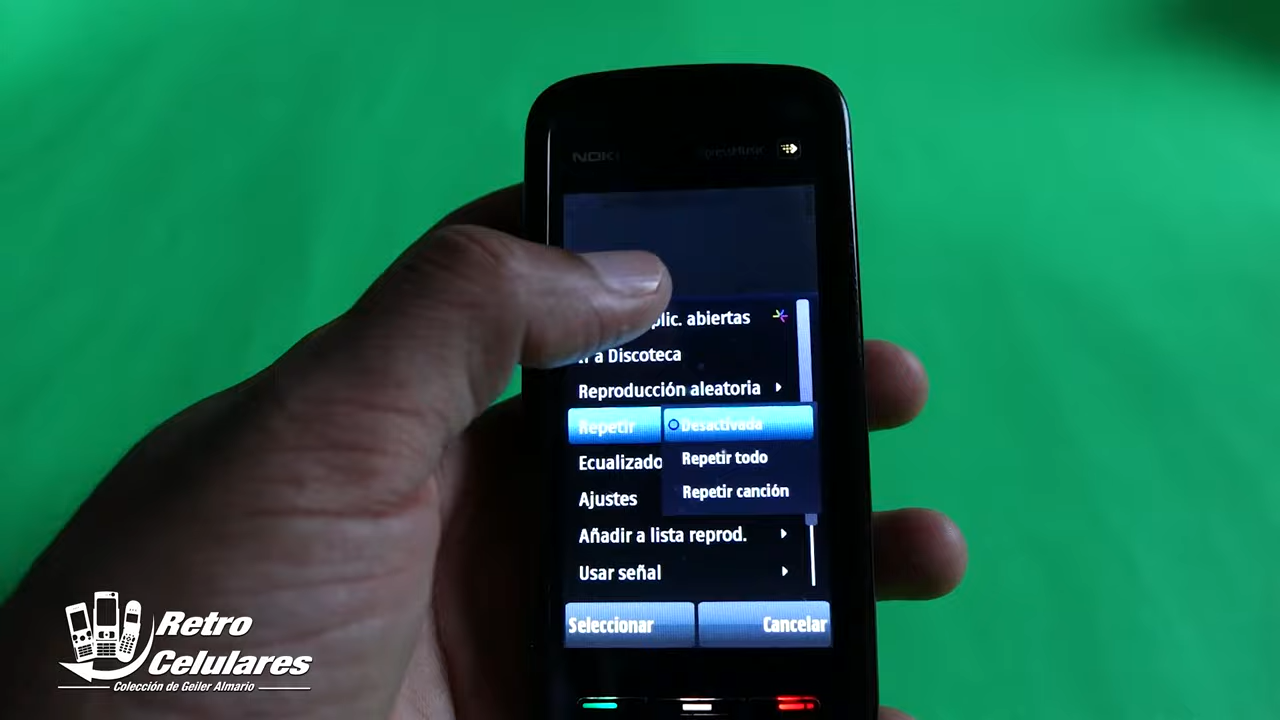 plic. abiertas
a Discoteca
Reproducción aleatoria
Repetir
Desactivada
Ecualizado
Repetir todo
Ajustes
Repetir canción
Añadir a lista reprod.
Usar señal
Seleccionar
Cancelar
Retro
Celulares
Colección de Geiler Almario